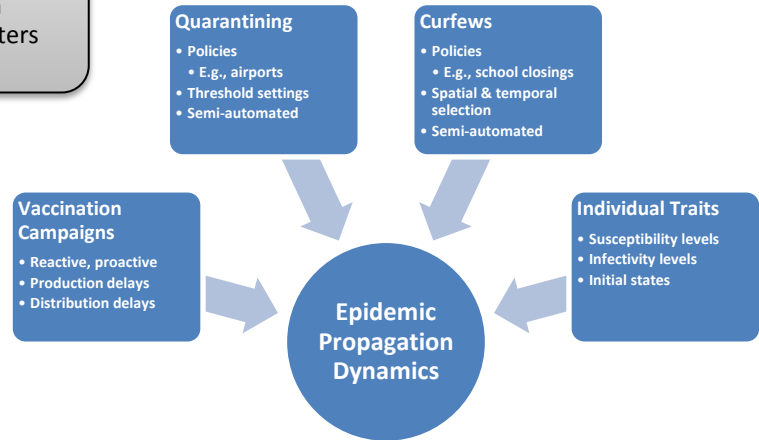 ters
Quarantining
• Policies
• E.g., airports
• Threshold settings
• Semi-automated
Curfews
• Policies
• E.g., school closings
• Spatial & temporal
selection
• Semi-automated
Vaccination
Campaigns
• Reactive, proactive
• Production delays
• Distribution delays
Individual Traits
• Susceptibility levels
• Infectivity levels
• Initial states
Epidemic
Propagation
Dynamics